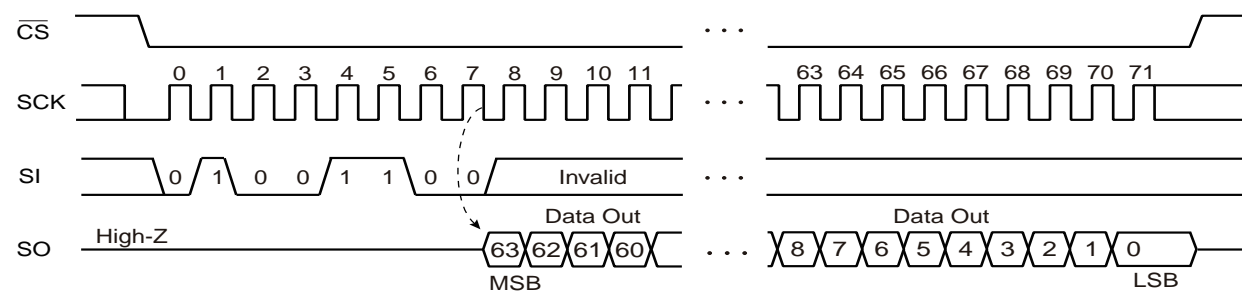 CS . . .
0 1 2 3 4 5 6 7 8 9 10 11 63 64 65 66 67 68 69 70 71
SCK . . .
SI 0 1 0 0 1 1 0 0 Invalid . . .
Data Out Data Out
High-Z
SO 63 62 61 60 . . . 8 7 6 5 4 3 2 1 0
MSB LSB